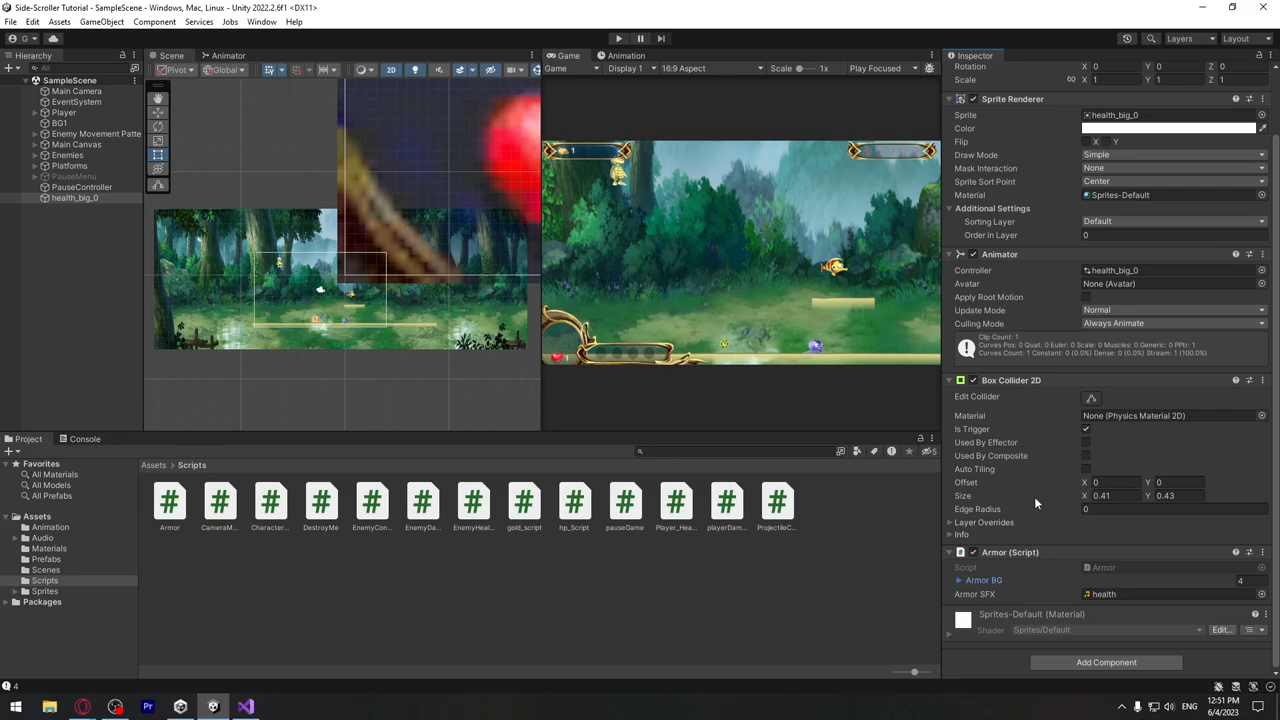 Side-Scroller Tutorial - SampleScene - Windows, Mac, Linux - Unity 2022.2.6f1 <DX11>
File Edit Assets GameObject Component Services Jobs Window Help
G
Layers Layout
Hierarchy
All
SampleScene
Main Camera
EventSystem
Player
BG1
Enemy Movement Patte
Main Canvas
Enemies
Platforms
PauseMenu
PauseController
health_big_0
Scene Animator
Pivot Global 2D
Game Animation
Game Display 1 16:9 Aspect Scale 1x Play Focused
1
1
Inspector
Rotation X 0 Y 0 Z 0
Scale X 1 Y 1 Z 1
Sprite Renderer
Sprite health_big_0
Color
Flip X Y
Draw Mode Simple
Mask Interaction None
Sprite Sort Point Center
Material Sprites-Default
Additional Settings
Sorting Layer Default
Order in Layer 0
Animator
Controller health_big_0
Avatar None (Avatar)
Apply Root Motion
Update Mode Normal
Culling Mode Always Animate
Clip Count: 1
Curves Pos: 0 Quat: 0 Euler: 0 Scale: 0 Muscles: 0 Generic: 0 PPtr: 1
Curves Count: 1 Constant: 0 (0.0%) Dense: 0 (0.0%) Stream: 1 (100.0%)
Box Collider 2D
Edit Collider
Material None (Physics Material 2D)
Is Trigger
Used By Effector
Used By Composite
Auto Tiling
Offset X 0 Y 0
Size X 0.41 Y 0.43
Edge Radius 0
Layer Overrides
Info
Armor (Script)
Script Armor
Armor BG 4
Armor SFX health
Sprites-Default (Material)
Shader Sprites/Default Edit...
Add Component
Project Console
5
Favorites
All Materials
All Models
All Prefabs
Assets
Animation
Audio
Materials
Prefabs
Scenes
Scripts
Sprites
Packages
Assets Scripts
Armor CameraM... Character... DestroyMe EnemyCon... EnemyDa... EnemyHeal... gold_script hp_Script pauseGame Player_Hea... playerDam... ProjectileC...
4
ENG 12:51 PM
6/4/2023